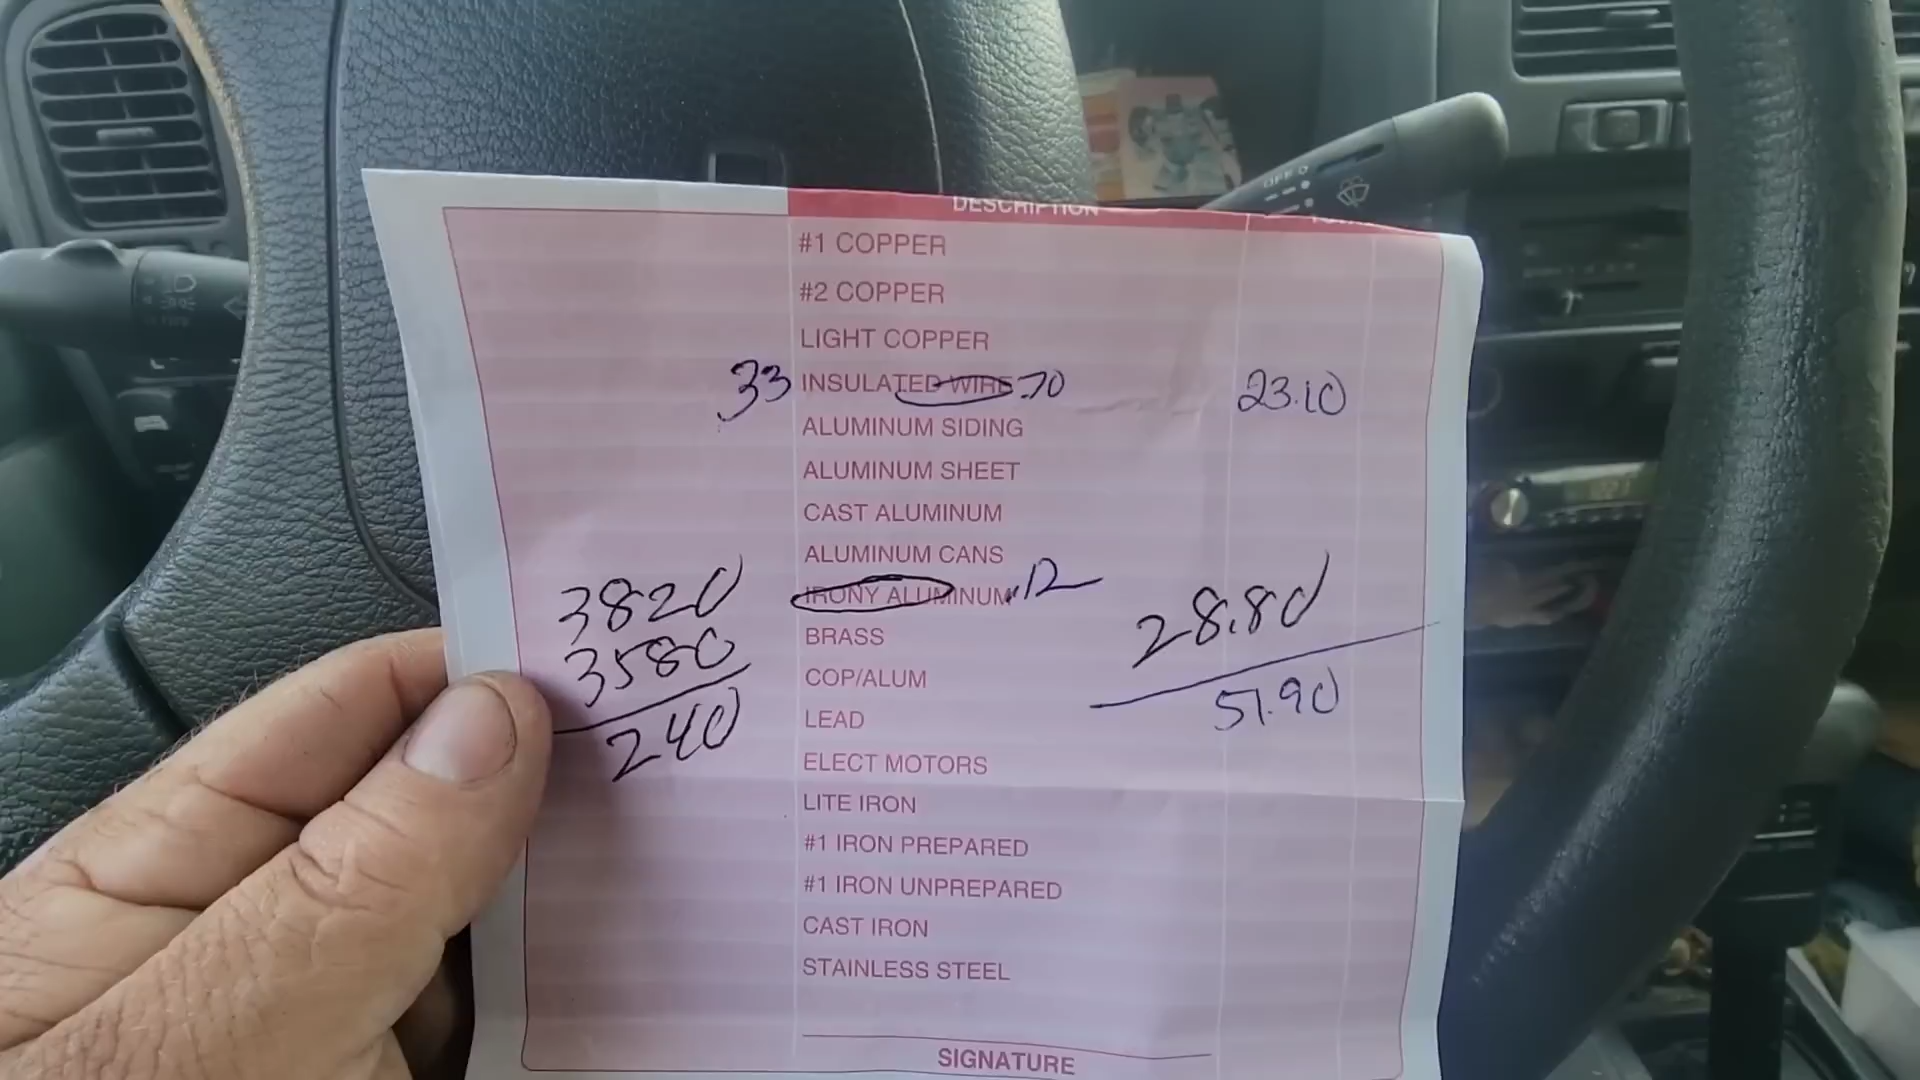 DESCRIPTION
#1 COPPER
#2 COPPER
LIGHT COPPER
33 INSULATED WIRE .70 23.10
ALUMINUM SIDING
ALUMINUM SHEET
CAST ALUMINUM
ALUMINUM CANS
3820 IRONY ALUMINUM .12 28.80
3580 BRASS
COP/ALUM 51.90
240 LEAD
ELECT MOTORS
LITE IRON
#1 IRON PREPARED
#1 IRON UNPREPARED
CAST IRON
STAINLESS STEEL
SIGNATURE
OFF